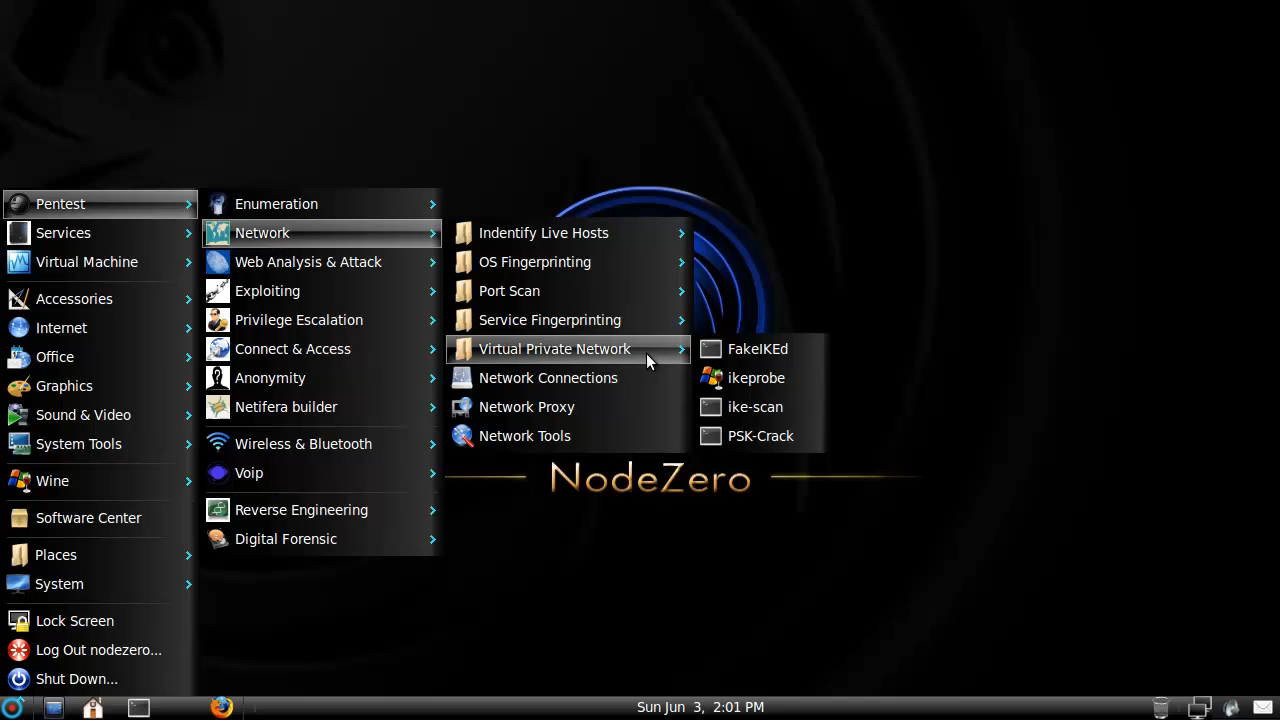 Pentest
Services
Virtual Machine
Accessories
Internet
Office
Graphics
Sound & Video
System Tools
Wine
Software Center
Places
System
Lock Screen
Log Out nodezero...
Shut Down...
Enumeration
Network
Web Analysis & Attack
Exploiting
Privilege Escalation
Connect & Access
Anonymity
Netifera builder
Wireless & Bluetooth
Voip
Reverse Engineering
Digital Forensic
Indentify Live Hosts
OS Fingerprinting
Port Scan
Service Fingerprinting
Virtual Private Network
Network Connections
Network Proxy
Network Tools
FakeIKEd
ikeprobe
ike-scan
PSK-Crack
NodeZero
Sun Jun 3, 2:01 PM